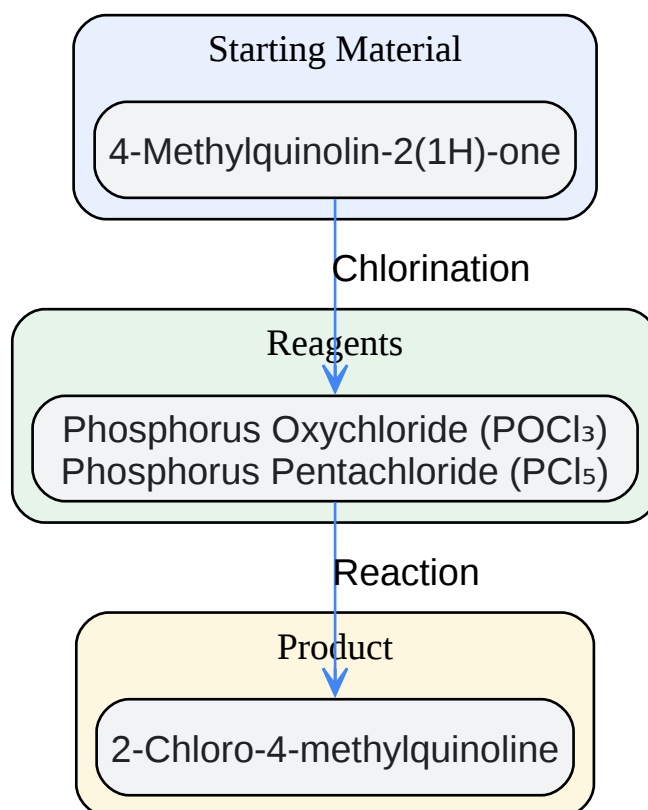 Starting Material
4-Methylquinolin-2(1H)-one
Chlorination
Reagents
Phosphorus Oxychloride (POCl₃)
Phosphorus Pentachloride (PCl₅)
Reaction
Product
2-Chloro-4-methylquinoline